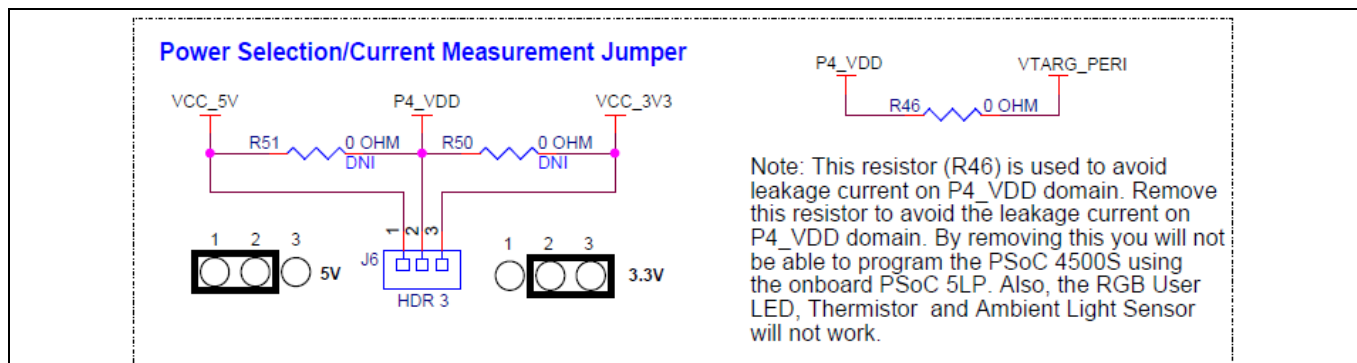 Power Selection/Current Measurement Jumper
VCC_5V
P4_VDD
VCC_3V3
R51
0 OHM
DNI
R50
0 OHM
DNI
1
2
3
J6
HDR 3
1 2 3
5V
1 2 3
3.3V
P4_VDD
VTARG_PERI
R46
0 OHM
Note: This resistor (R46) is used to avoid
leakage current on P4_VDD domain. Remove
this resistor to avoid the leakage current on
P4_VDD domain. By removing this you will not
be able to program the PSoC 4500S using
the onboard PSoC 5LP. Also, the RGB User
LED, Thermistor and Ambient Light Sensor
will not work.